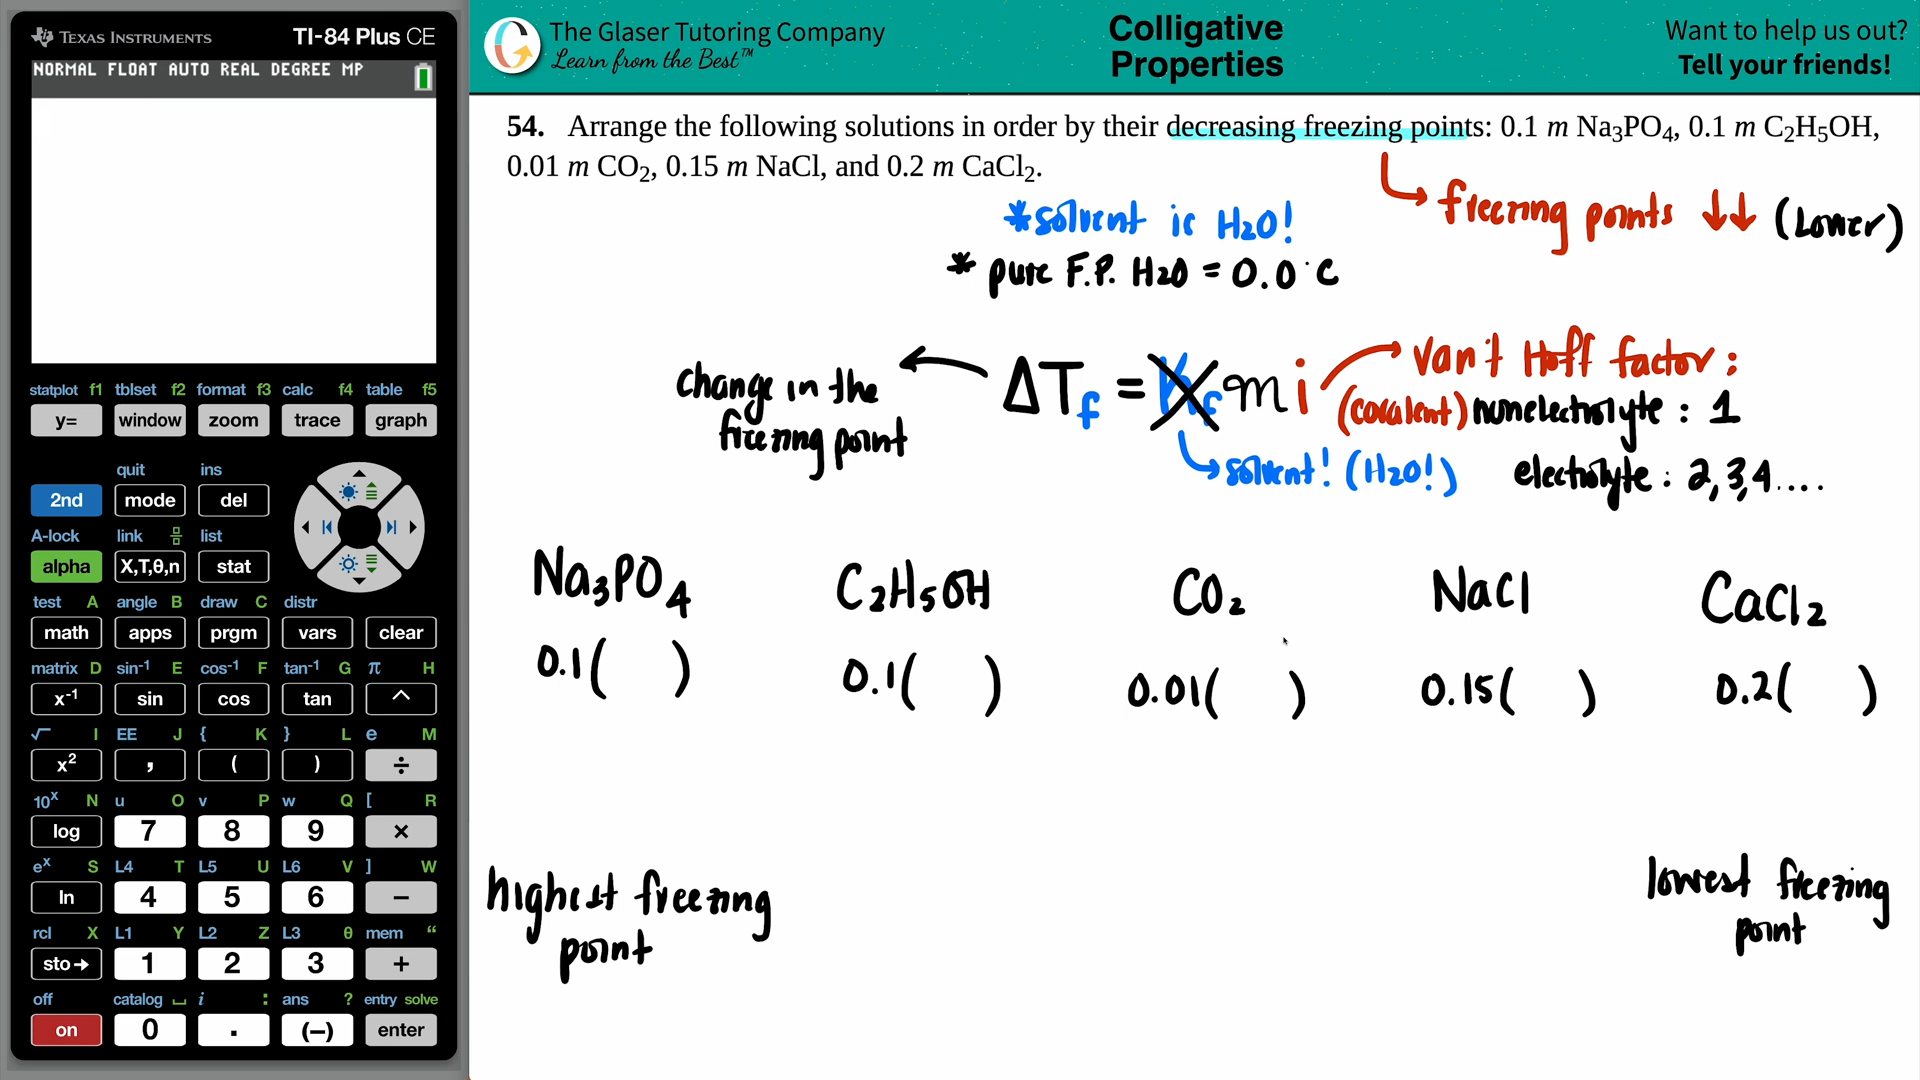 TEXAS INSTRUMENTS TI-84 Plus CE
NORMAL FLOAT AUTO REAL DEGREE MP
statplot f1 tblset f2 format f3 calc f4 table f5
y= window zoom trace graph
quit ins
2nd mode del
A-lock link list
alpha X,T,θ,n stat
test A angle B draw C distr
math apps prgm vars clear
matrix D sin⁻¹ E cos⁻¹ F tan⁻¹ G π H
x⁻¹ sin cos tan ^
√ I EE J { K } L e M
x² , ( ) ÷
10ˣ N u O v P w Q [ R
log 7 8 9 ×
eˣ S L4 T L5 U L6 V ] W
ln 4 5 6 −
rcl X L1 Y L2 Z L3 θ mem “
sto→ 1 2 3 +
off catalog ⎵ i : ans ? entry solve
on 0 . (−) enter
The Glaser Tutoring Company
Learn from the Best™
Colligative
Properties
Want to help us out?
Tell your friends!
54. Arrange the following solutions in order by their decreasing freezing points: 0.1 m Na₃PO₄, 0.1 m C₂H₅OH,
0.01 m CO₂, 0.15 m NaCl, and 0.2 m CaCl₂.
freezing points ↓↓ (Lower)
*solvent is H₂O!
* pure F.P. H₂O = 0.0°C
change in the
freezing point
ΔTf = Kf m i
solvent! (H₂O!)
Van't Hoff factor:
(covalent) nonelectrolyte : 1
electrolyte : 2,3,4....
Na₃PO₄ C₂H₅OH CO₂ NaCl CaCl₂
0.1( ) 0.1( ) 0.01( ) 0.15( ) 0.2( )
highest freezing
point
lowest freezing
point